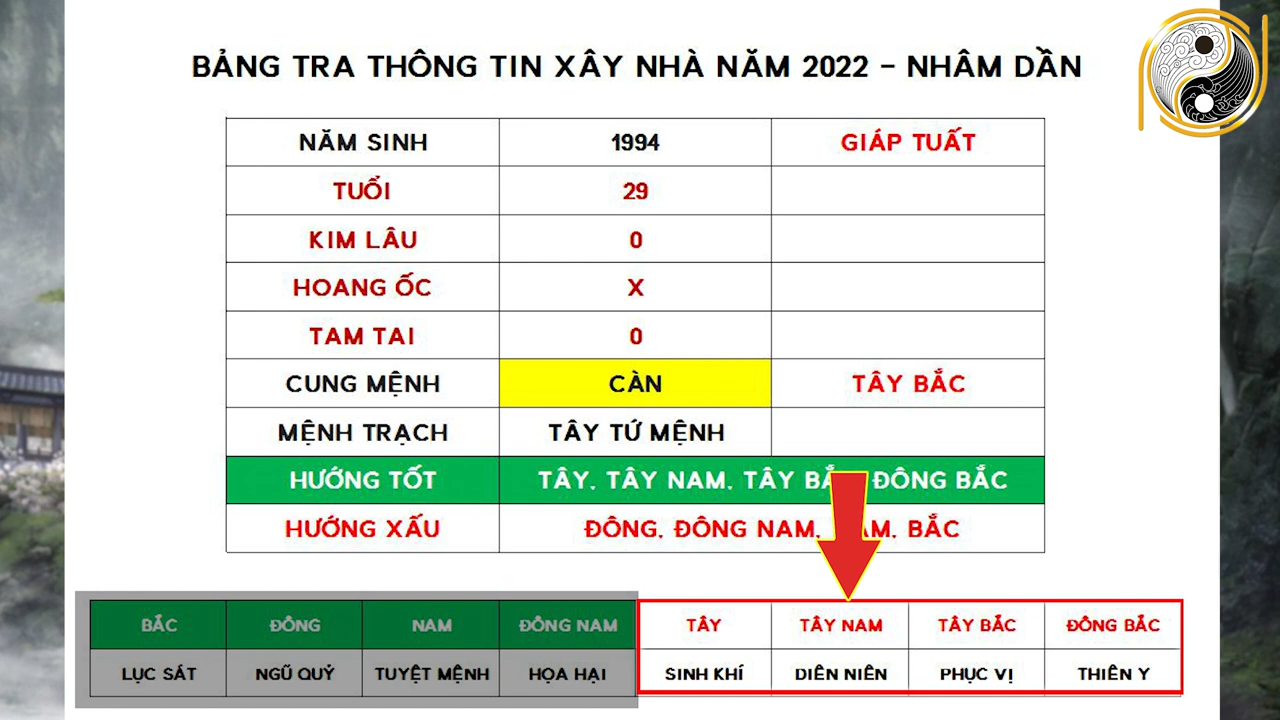 BẢNG TRA THÔNG TIN XÂY NHÀ NĂM 2022 - NHÂM DẦN
NĂM SINH 1994 GIÁP TUẤT
TUỔI 29
KIM LÂU 0
HOANG ỐC X
TAM TAI 0
CUNG MỆNH CÀN TÂY BẮC
MỆNH TRẠCH TÂY TỨ MỆNH
HƯỚNG TỐT TÂY, TÂY NAM, TÂY ĐÔNG BẮC
HƯỚNG XẤU ĐÔNG, ĐÔNG NAM, BẮC
BẮC ĐÔNG NAM ĐÔNG NAM TÂY TÂY NAM TÂY BẮC ĐÔNG BẮC
LỤC SÁT NGŨ QUỶ TUYỆT MỆNH HỌA HẠI SINH KHÍ DIÊN NIÊN PHỤC VỊ THIÊN Y